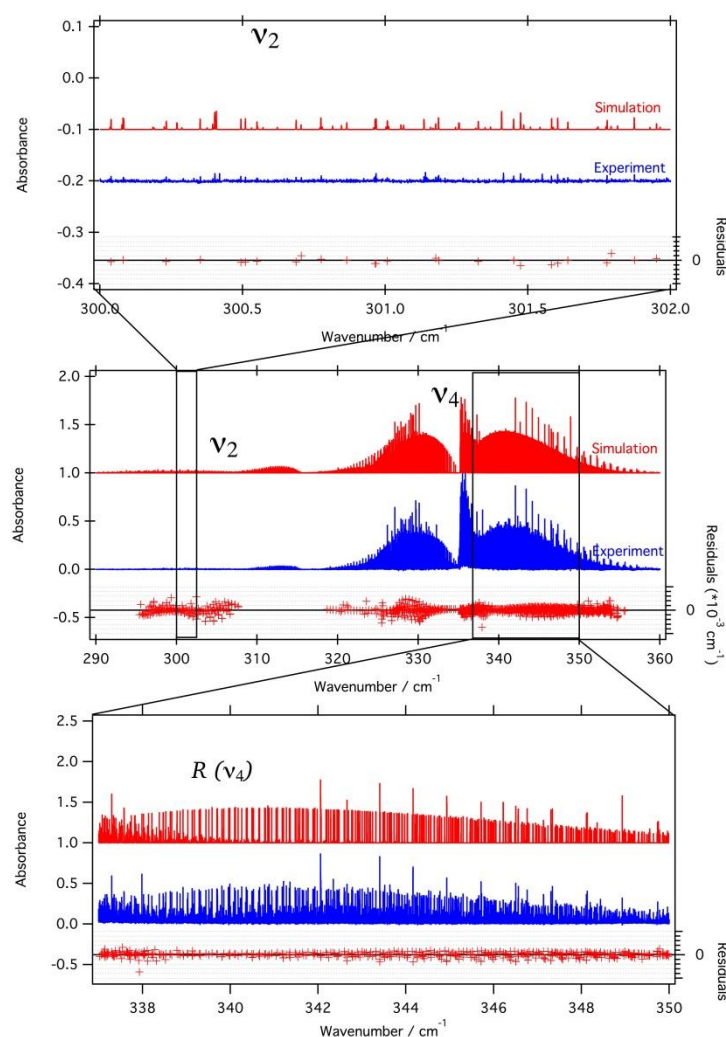 ν2
0.1
0.0
Simulation
-0.1
Experiment
-0.2
-0.3
0
-0.4
Absorbance
Residuals
300.0 300.5 301.0 301.5 302.0
Wavenumber / cm-1
2.0
ν4
1.5
ν2
Simulation
1.0
0.5
Experiment
0.0
0
-0.5
Absorbance
Residuals (*10-3 cm-1)
290 300 310 320 330 340 350 360
Wavenumber / cm-1
2.5
2.0
R (ν4)
1.5
1.0
0.5
0.0
0
-0.5
Absorbance
Residuals
338 340 342 344 346 348 350
Wavenumber / cm-1